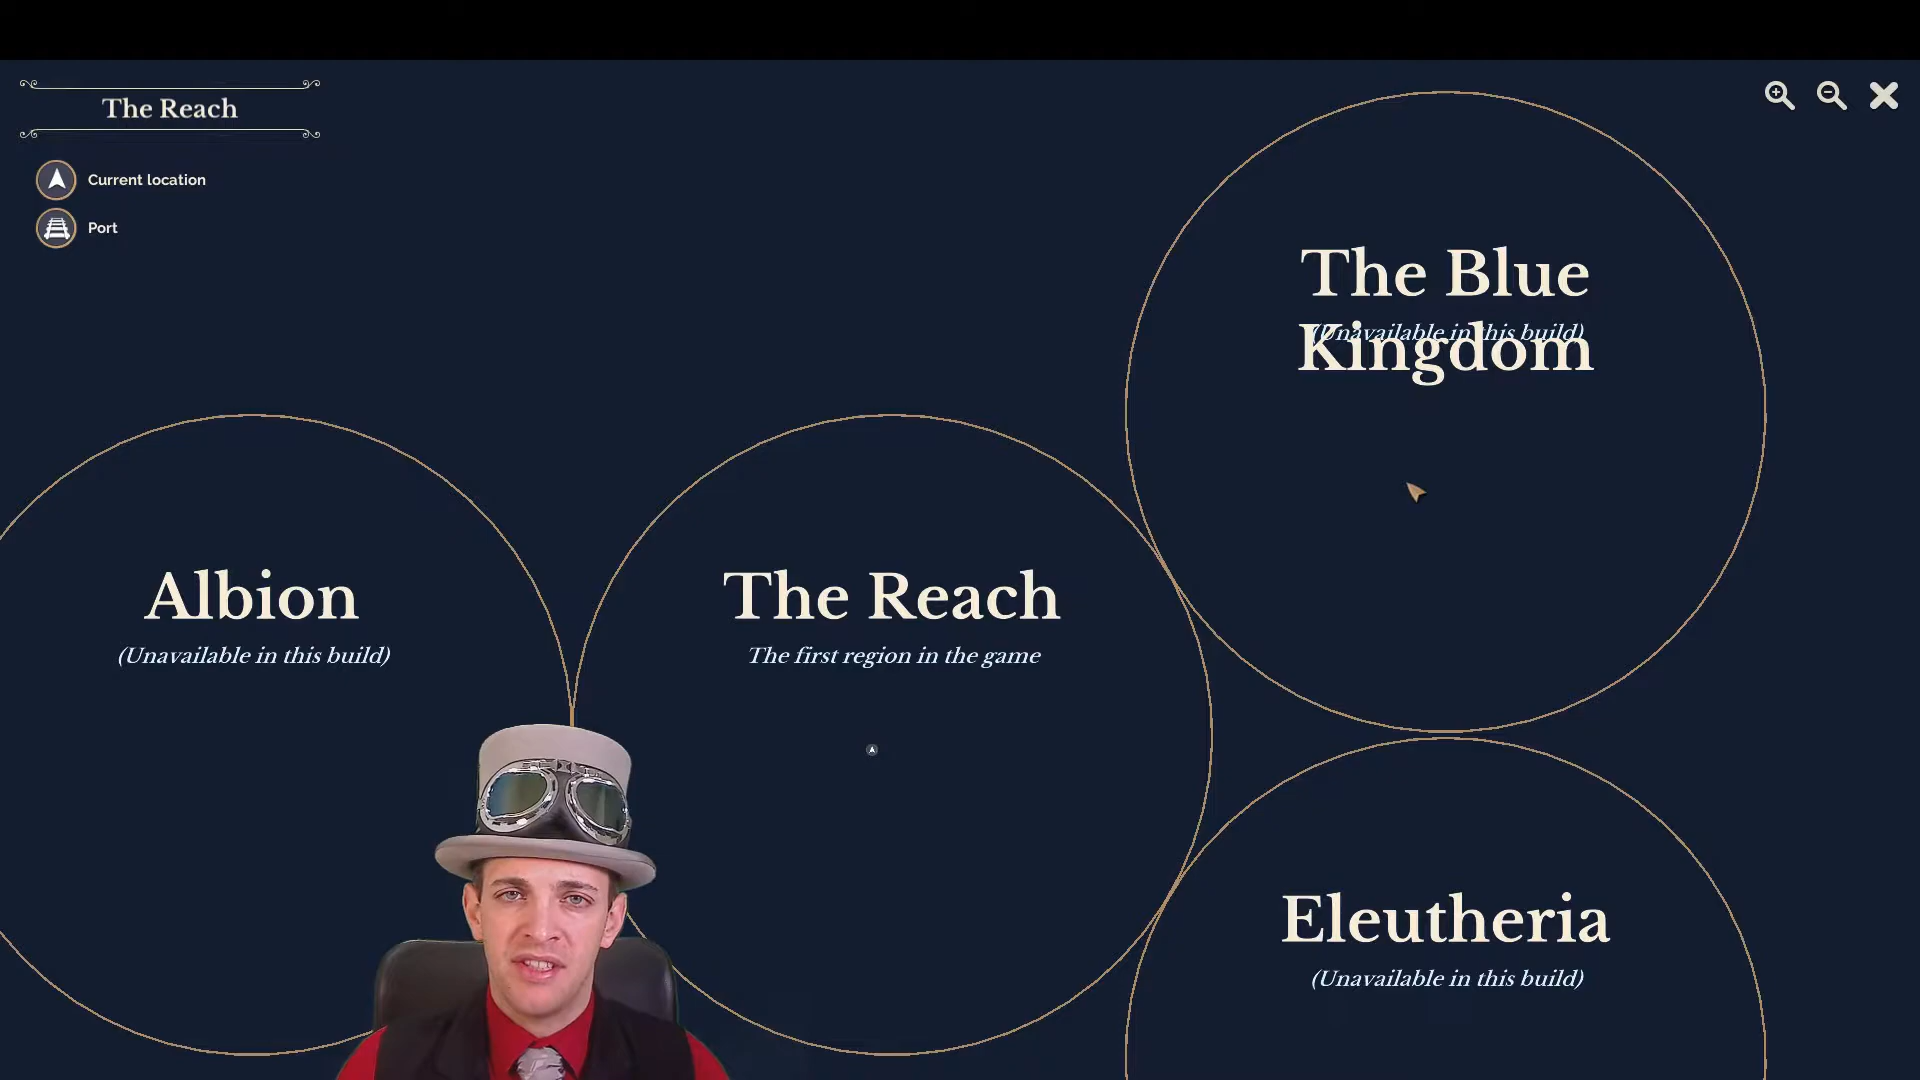 The Reach
Current location
Port
The Blue
(Unavailable in this build)
Kingdom
Albion
(Unavailable in this build)
The Reach
The first region in the game
Eleutheria
(Unavailable in this build)